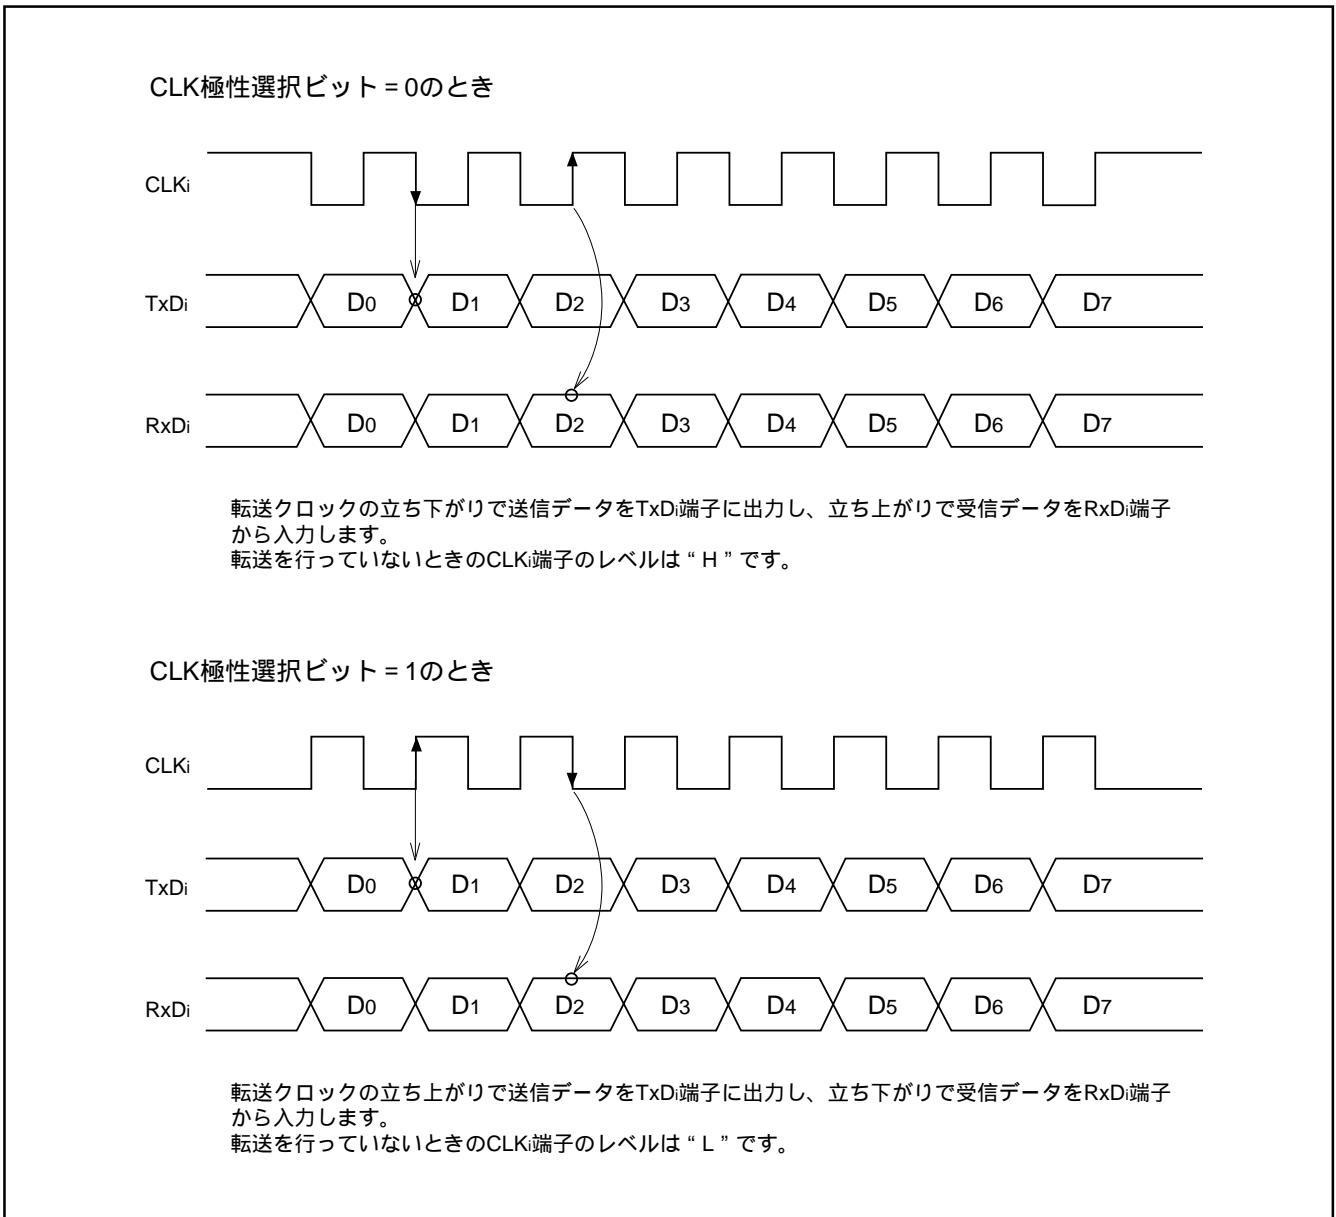 CLK極性選択ビット = 0のとき
CLKi
TxDi D0 D1 D2 D3 D4 D5 D6 D7
RxDi D0 D1 D2 D3 D4 D5 D6 D7
転送クロックの立ち下がりで送信データをTxDi端子に出力し、立ち上がりで受信データをRxDi端子
から入力します。
転送を行っていないときのCLKi端子のレベルは“ H ”です。
CLK極性選択ビット = 1のとき
CLKi
TxDi D0 D1 D2 D3 D4 D5 D6 D7
RxDi D0 D1 D2 D3 D4 D5 D6 D7
転送クロックの立ち上がりで送信データをTxDi端子に出力し、立ち下がりで受信データをRxDi端子
から入力します。
転送を行っていないときのCLKi端子のレベルは“ L ”です。